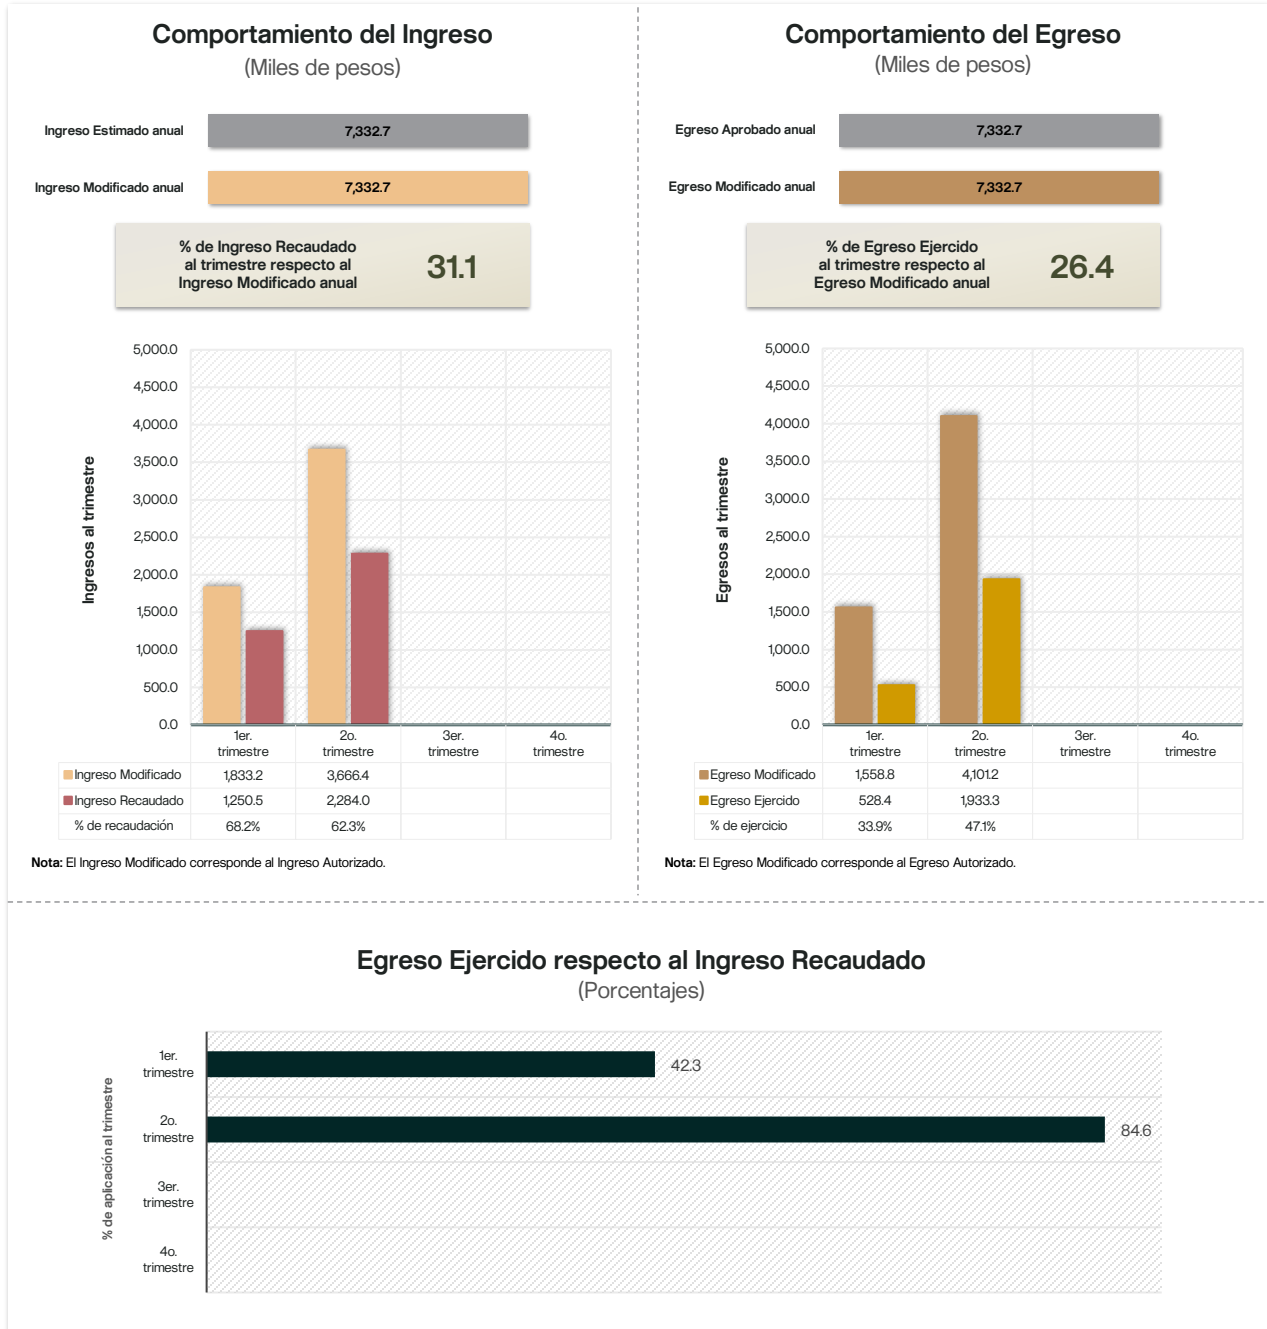 Comportamiento del Ingreso
(Miles de pesos)
Ingreso Estimado anual 7,332.7
Ingreso Modificado anual 7,332.7
% de Ingreso Recaudado
al trimestre respecto al
Ingreso Modificado anual
31.1
Ingresos al trimestre
5,000.0
4,500.0
4,000.0
3,500.0
3,000.0
2,500.0
2,000.0
1,500.0
1,000.0
500.0
0.0
1er. trimestre 2o. trimestre 3er. trimestre 4o. trimestre
Ingreso Modificado 1,833.2 3,666.4
Ingreso Recaudado 1,250.5 2,284.0
% de recaudación 68.2% 62.3%
Nota: El Ingreso Modificado corresponde al Ingreso Autorizado.
Comportamiento del Egreso
(Miles de pesos)
Egreso Aprobado anual 7,332.7
Egreso Modificado anual 7,332.7
% de Egreso Ejercido
al trimestre respecto al
Egreso Modificado anual
26.4
Egresos al trimestre
5,000.0
4,500.0
4,000.0
3,500.0
3,000.0
2,500.0
2,000.0
1,500.0
1,000.0
500.0
0.0
1er. trimestre 2o. trimestre 3er. trimestre 4o. trimestre
Egreso Modificado 1,558.8 4,101.2
Egreso Ejercido 528.4 1,933.3
% de ejercicio 33.9% 47.1%
Nota: El Egreso Modificado corresponde al Egreso Autorizado.
Egreso Ejercido respecto al Ingreso Recaudado
(Porcentajes)
% de aplicación al trimestre
1er.
trimestre
42.3
2o.
trimestre
84.6
3er.
trimestre
4o.
trimestre